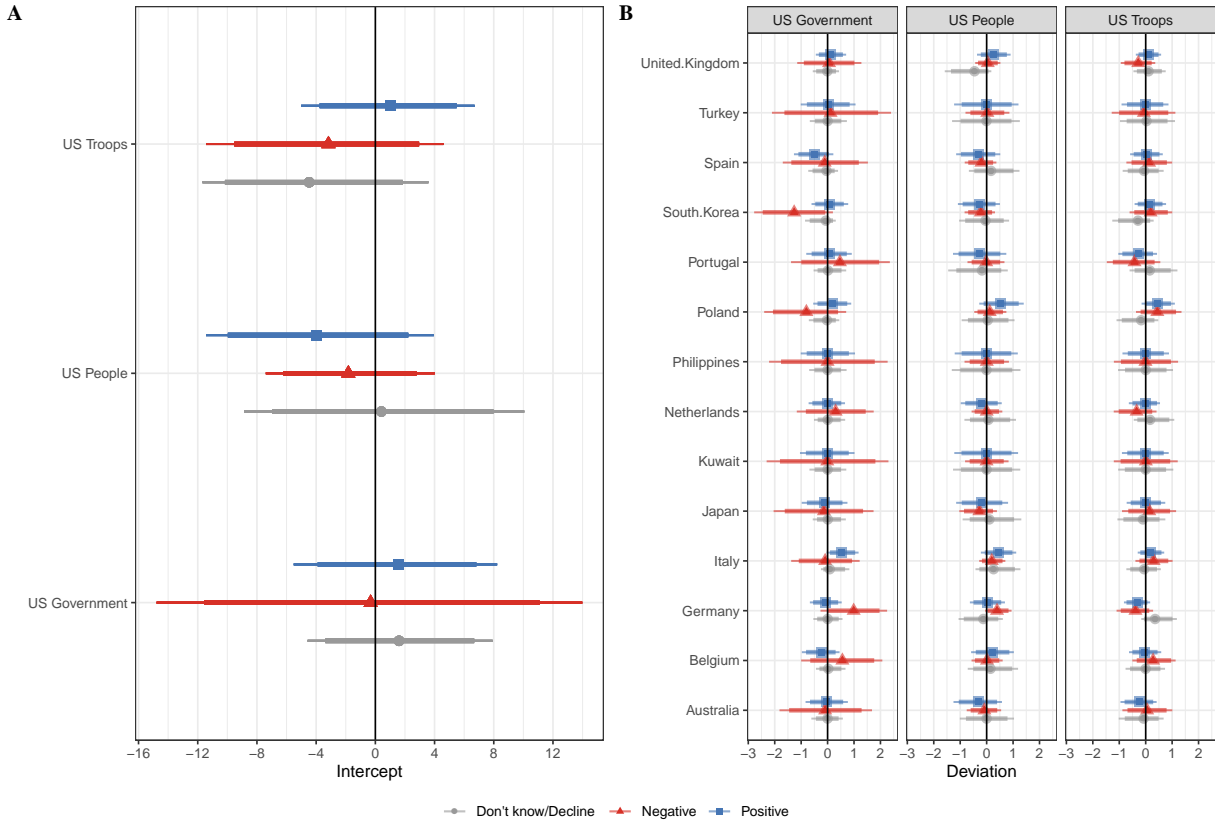 A
US Troops
US People
US Government
−16
−12
−8
−4
0
4
8
12
Intercept
B
US Government
US People
US Troops
United.Kingdom
Turkey
Spain
South.Korea
Portugal
Poland
Philippines
Netherlands
Kuwait
Japan
Italy
Germany
Belgium
Australia
−3 −2 −1 0 1 2
−3 −2 −1 0 1 2
−3 −2 −1 0 1 2
Deviation
Don't know/Decline Negative Positive